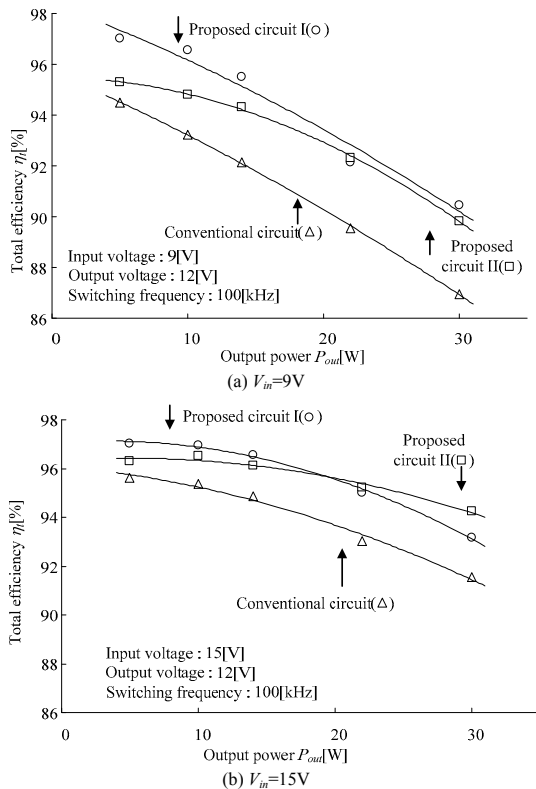 98
Proposed circuit I(○)
96
94
92
90
88
86
Total efficiency ηt[%]
Conventional circuit(△)
Proposed
circuit II(□)
Input voltage : 9[V]
Output voltage : 12[V]
Switching frequency : 100[kHz]
0 10 20 30
Output power Pout[W]
(a) Vin=9V
98
Proposed circuit I(○)
Proposed
circuit II(□)
96
94
92
90
88
86
Total efficiency ηt[%]
Conventional circuit(△)
Input voltage : 15[V]
Output voltage : 12[V]
Switching frequency : 100[kHz]
0 10 20 30
Output power Pout[W]
(b) Vin=15V